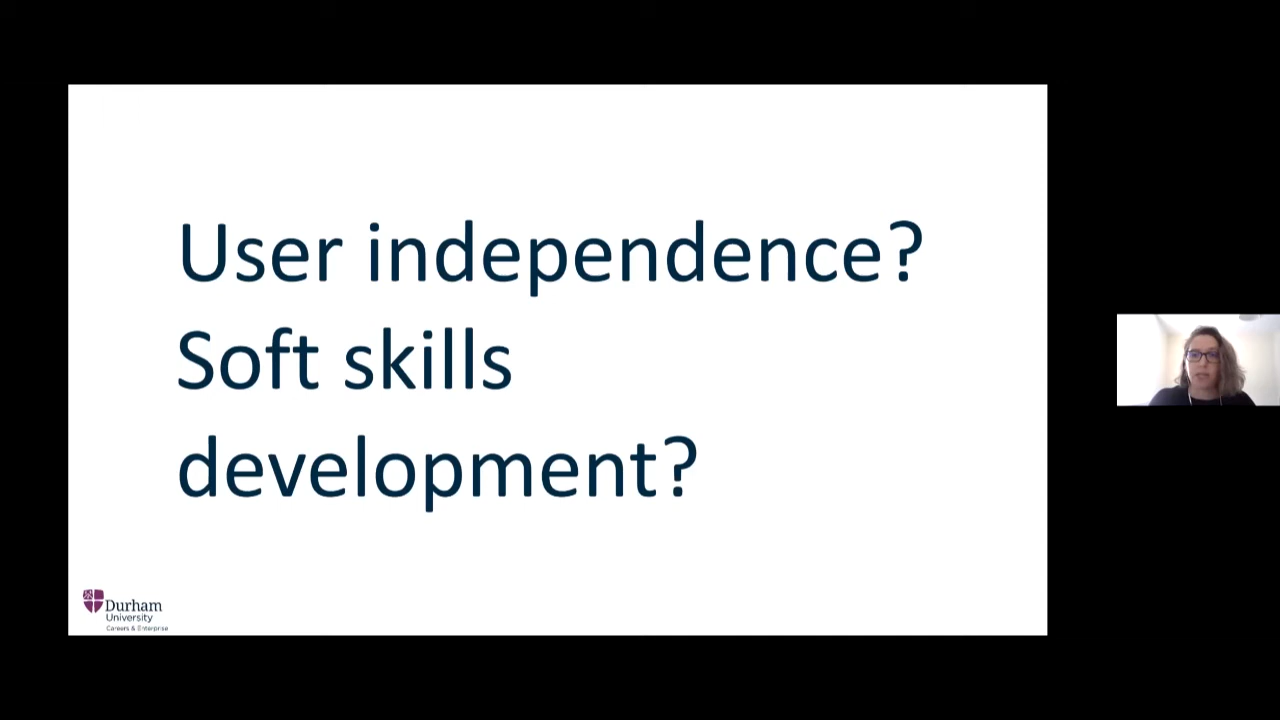 User independence?
Soft skills
development?
Durham
University
Careers & Enterprise